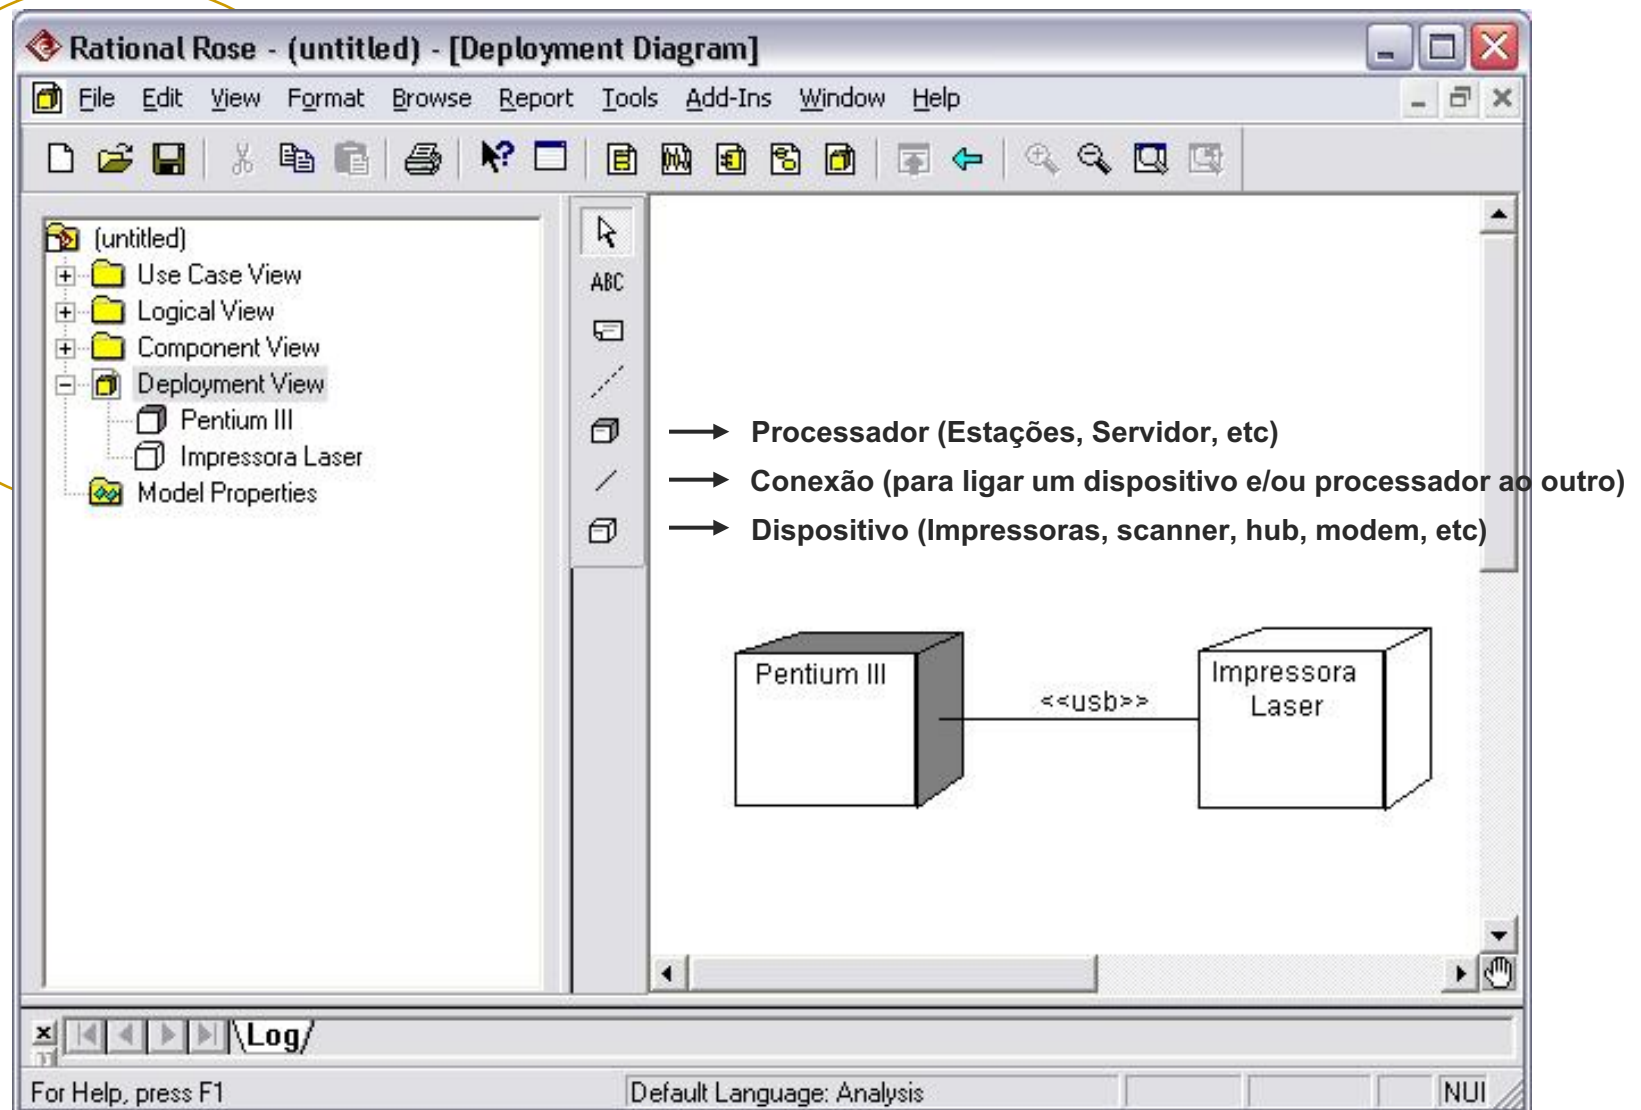 Rational Rose - (untitled) - [Deployment Diagram]
File Edit View Format Browse Report Tools Add-Ins Window Help
(untitled)
Use Case View
Logical View
Component View
Deployment View
Pentium III
Impressora Laser
Model Properties
ABC
Processador (Estações, Servidor, etc)
Conexão (para ligar um dispositivo e/ou processador ao outro)
Dispositivo (Impressoras, scanner, hub, modem, etc)
Pentium III
<<usb>>
Impressora
Laser
Log
For Help, press F1
Default Language: Analysis
NUI